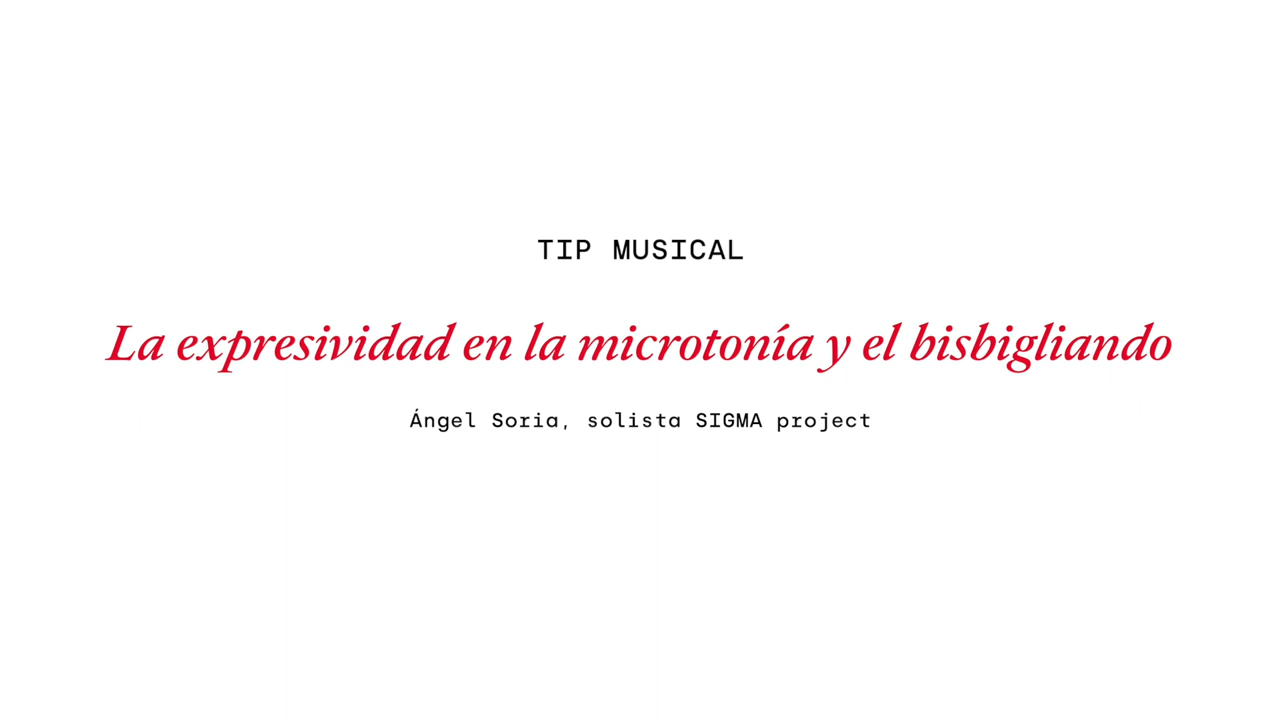 TIP MUSICAL
La expresividad en la microtonía y el bisbigliando
Ángel Soria, solista SIGMA project